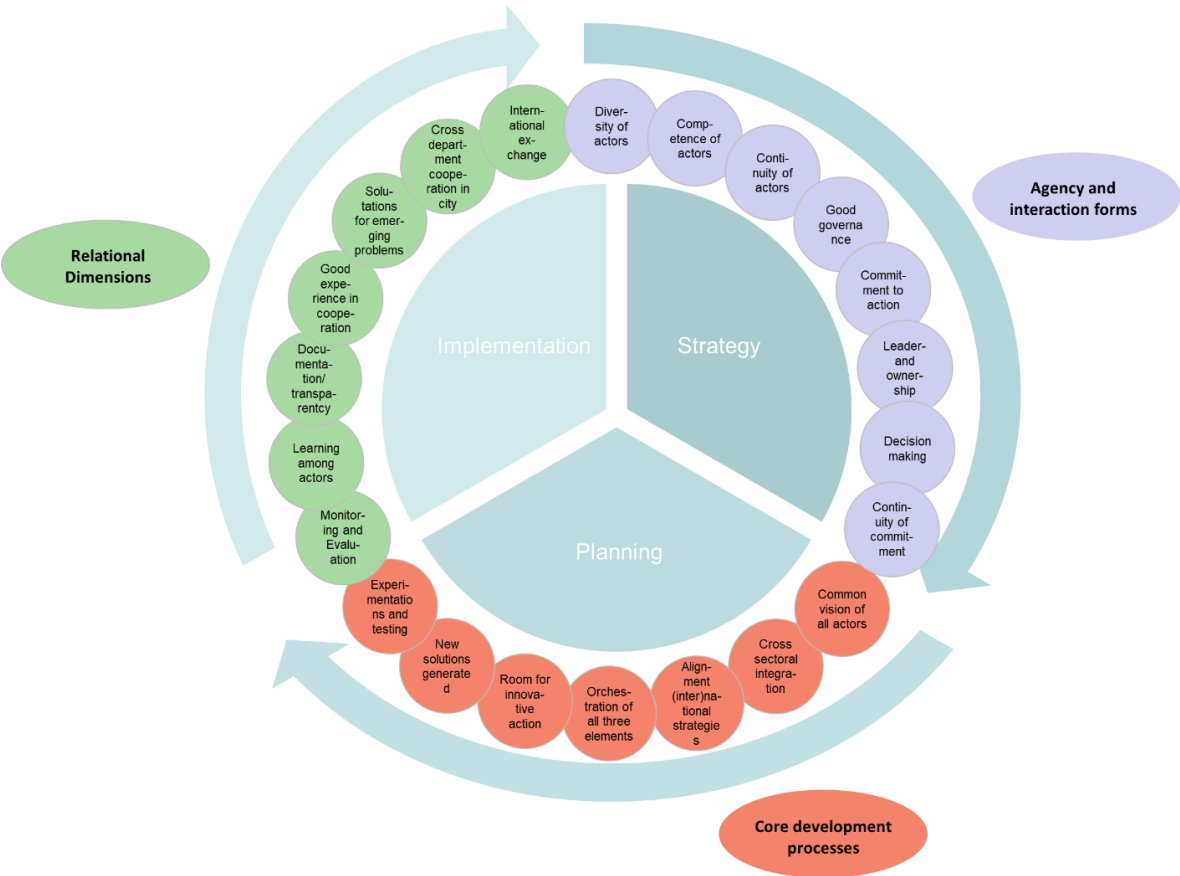 Inter-
national
ex-
change
Diver-
sity of
actors
Comp-
etence of
actors
Conti-
nuity of
actors
Good
governa
nce
Commit-
ment to
action
Leader-
and
owner-
ship
Decision
making
Contin-
uity of
commit-
ment
Agency and
interaction forms
Common
vision of
all actors
Cross
sectoral
integra-
tion
Align-
ment
(inter)na-
tional
strategie
s
Orches-
tration of
all three
elements
Room for
innova-
tive
action
New
solutions
generate
d
Experi-
mentatio
ns and
testing
Core development
processes
Monitor-
ing and
Evalu-
ation
Learning
among
actors
Docu-
menta-
tion/
transpa-
rentcy
Good
expe-
rience in
coope-
ration
Solu-
tations
for emer-
ging
problems
Cross
depart-
ment
coope-
ration in
city
Relational
Dimensions
Implementation
Strategy
Planning